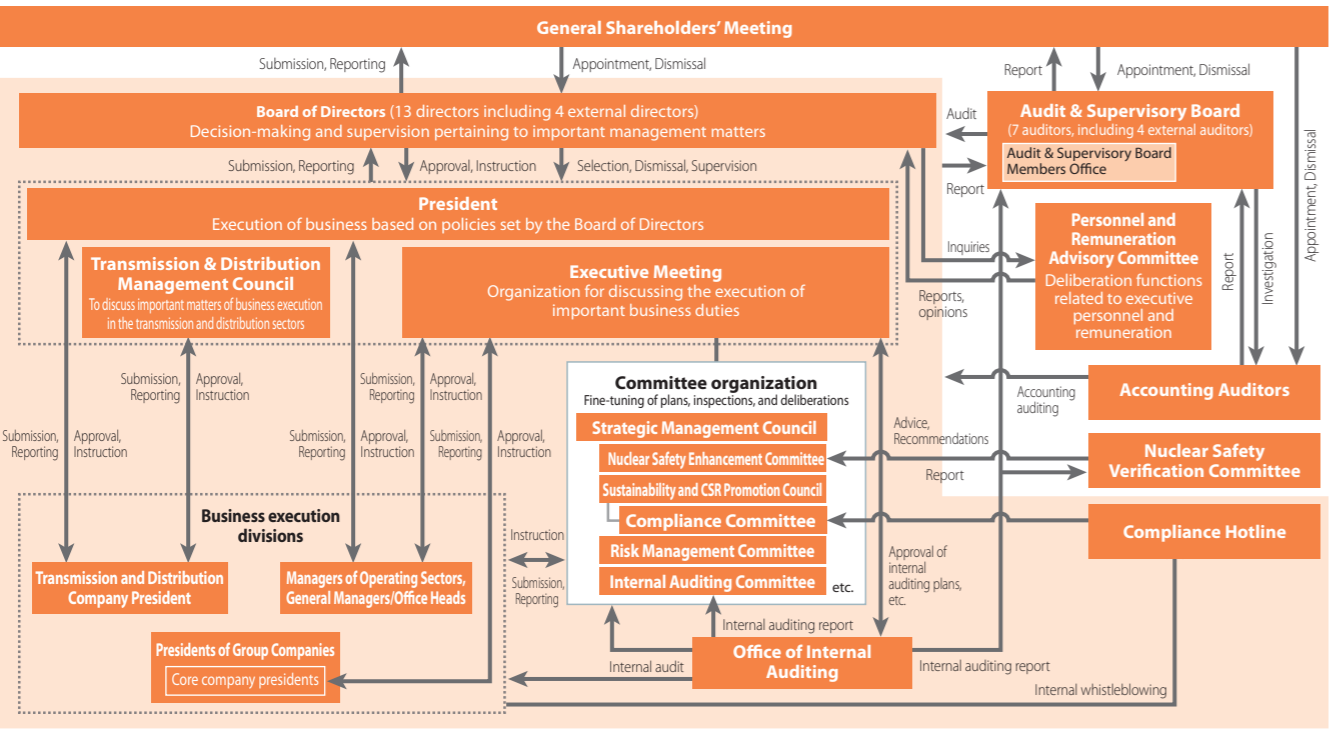 General Shareholders' Meeting
Submission, Reporting
Appointment, Dismissal
Report
Appointment, Dismissal
Appointment, Dismissal
Board of Directors (13 directors including 4 external directors)
Decision-making and supervision pertaining to important management matters
Audit
Report
Audit & Supervisory Board
(7 auditors, including 4 external auditors)
Audit & Supervisory Board
Members Office
Submission, Reporting
Approval, Instruction
Selection, Dismissal, Supervision
President
Execution of business based on policies set by the Board of Directors
Transmission & Distribution
Management Council
To discuss important matters of business execution
in the transmission and distribution sectors
Executive Meeting
Organization for discussing the execution of
important business duties
Inquiries
Reports,
opinions
Personnel and
Remuneration
Advisory Committee
Deliberation functions
related to executive
personnel and
remuneration
Report
Investigation
Submission,
Reporting
Approval,
Instruction
Submission,
Reporting
Approval,
Instruction
Submission,
Reporting
Approval,
Instruction
Submission,
Reporting
Approval,
Instruction
Submission,
Reporting
Approval,
Instruction
Committee organization
Fine-tuning of plans, inspections, and deliberations
Strategic Management Council
Nuclear Safety Enhancement Committee
Sustainability and CSR Promotion Council
Compliance Committee
Risk Management Committee
Internal Auditing Committee
etc.
Accounting
auditing
Accounting Auditors
Advice,
Recommendations
Report
Nuclear Safety
Verification Committee
Compliance Hotline
Business execution
divisions
Instruction
Submission,
Reporting
Transmission and Distribution
Company President
Managers of Operating Sectors,
General Managers/Office Heads
Presidents of Group Companies
Core company presidents
Approval of
internal
auditing plans,
etc.
Internal auditing report
Internal audit
Office of Internal
Auditing
Internal auditing report
Internal whistleblowing